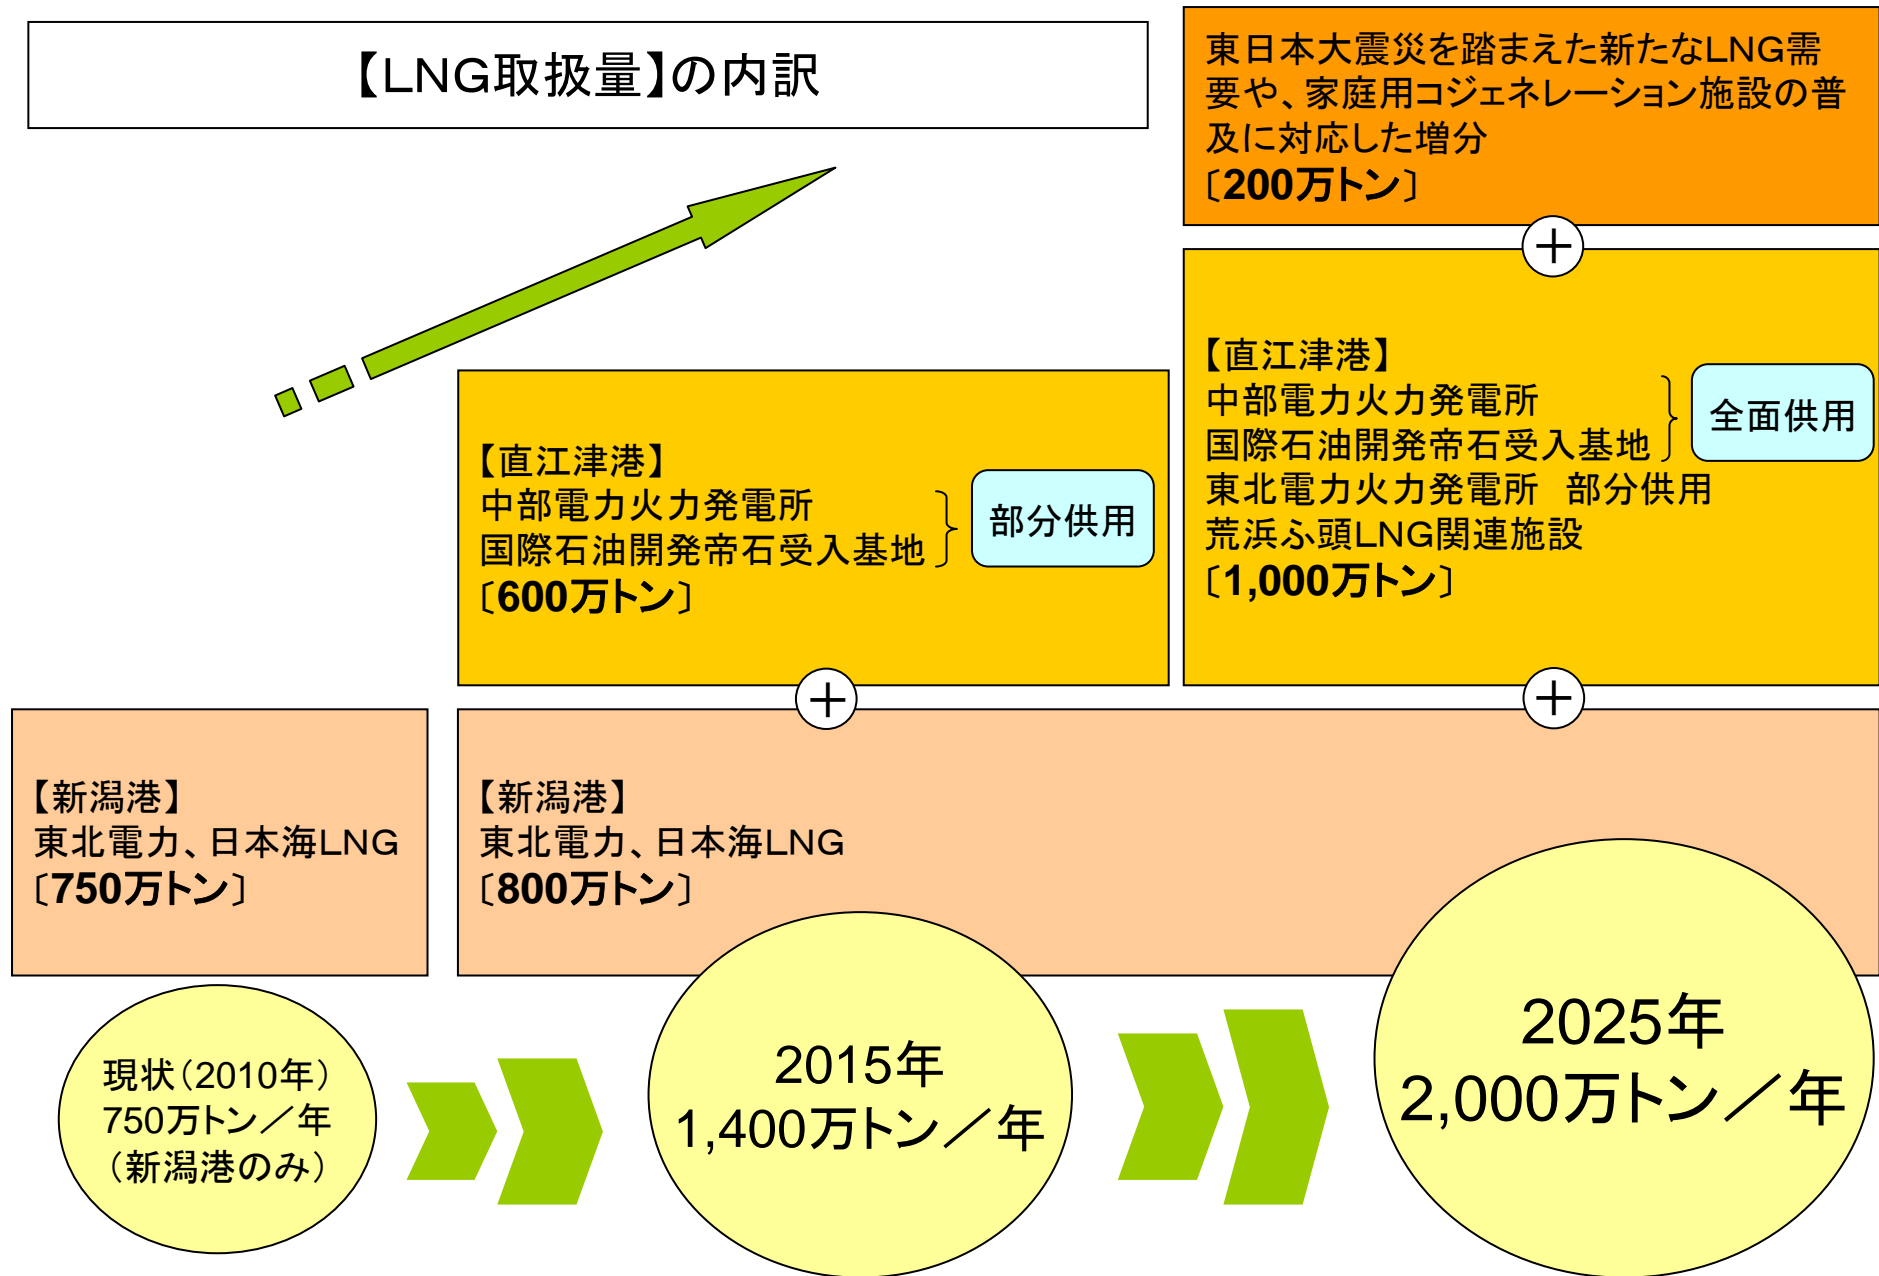 【LNG取扱量】の内訳
東日本大震災を踏まえた新たなLNG需
要や、家庭用コジェネレーション施設の普
及に対応した増分
〔200万トン〕
＋
【直江津港】
中部電力火力発電所
国際石油開発帝石受入基地
全面供用
東北電力火力発電所　部分供用
荒浜ふ頭LNG関連施設
〔1,000万トン〕
【直江津港】
中部電力火力発電所
国際石油開発帝石受入基地
部分供用
〔600万トン〕
＋
＋
【新潟港】
東北電力、日本海LNG
〔750万トン〕
【新潟港】
東北電力、日本海LNG
〔800万トン〕
現状（2010年）
750万トン／年
（新潟港のみ）
2015年
1,400万トン／年
2025年
2,000万トン／年